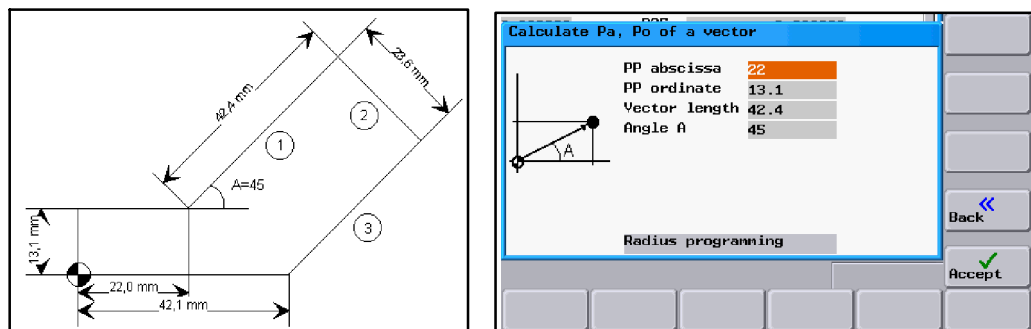 42,4 mm
23,6 mm
2
1
A=45
3
13,1 mm
22,0 mm
42,1 mm
Calculate Pa, Po of a vector
PP abscissa 22
PP ordinate 13.1
Vector length 42.4
Angle A 45
A
Radius programming
Back
Accept